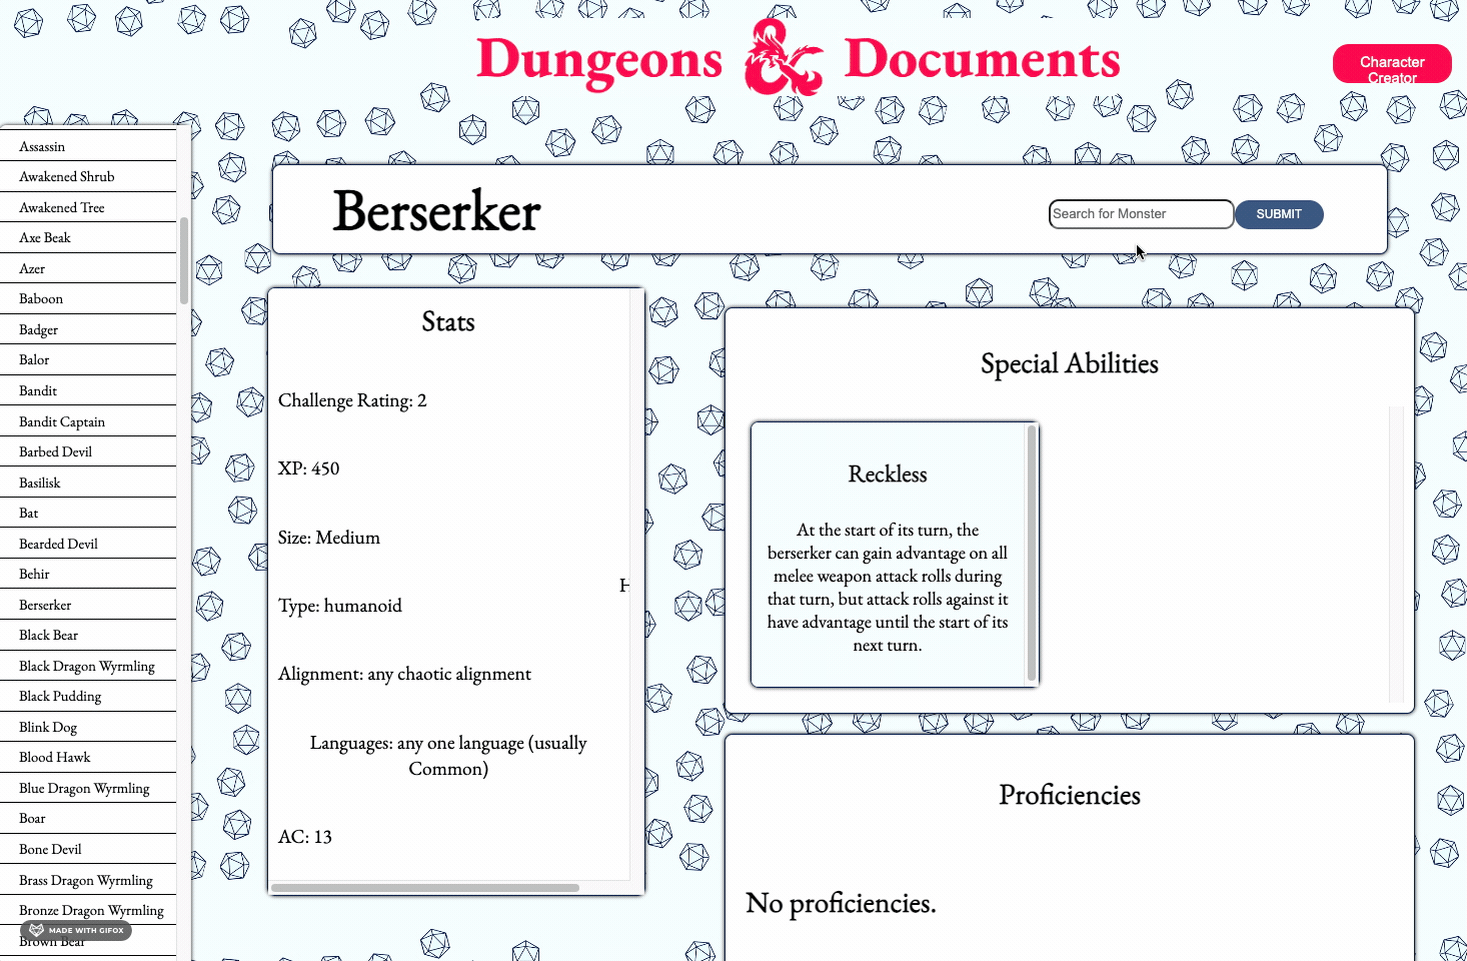 Dungeons & Documents
Character
Creator
Assassin
Awakened Shrub
Awakened Tree
Axe Beak
Azer
Baboon
Badger
Balor
Bandit
Bandit Captain
Barbed Devil
Basilisk
Bat
Bearded Devil
Behir
Berserker
Black Bear
Black Dragon Wyrmling
Black Pudding
Blink Dog
Blood Hawk
Blue Dragon Wyrmling
Boar
Bone Devil
Brass Dragon Wyrmling
Bronze Dragon Wyrmling
Brown Bear
MADE WITH GIFOX
Berserker
Search for Monster
SUBMIT
Stats
Challenge Rating: 2
XP: 450
Size: Medium
H
Type: humanoid
Alignment: any chaotic alignment
Languages: any one language (usually
Common)
AC: 13
Special Abilities
Reckless
At the start of its turn, the
berserker can gain advantage on all
melee weapon attack rolls during
that turn, but attack rolls against it
have advantage until the start of its
next turn.
Proficiencies
No proficiencies.